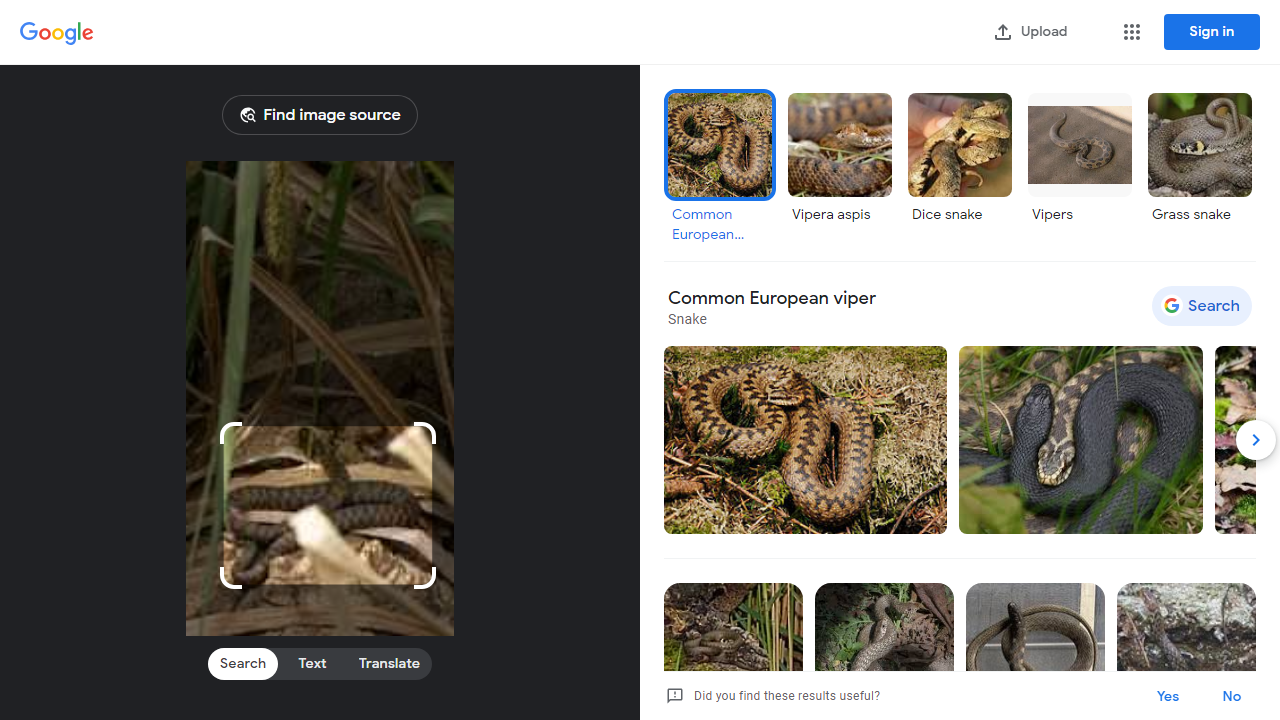 Google
Upload
Sign in
Find image source
Search
Text
Translate
Common
European...
Vipera aspis
Dice snake
Vipers
Grass snake
Common European viper
Snake
Search
Did you find these results useful?
Yes
No